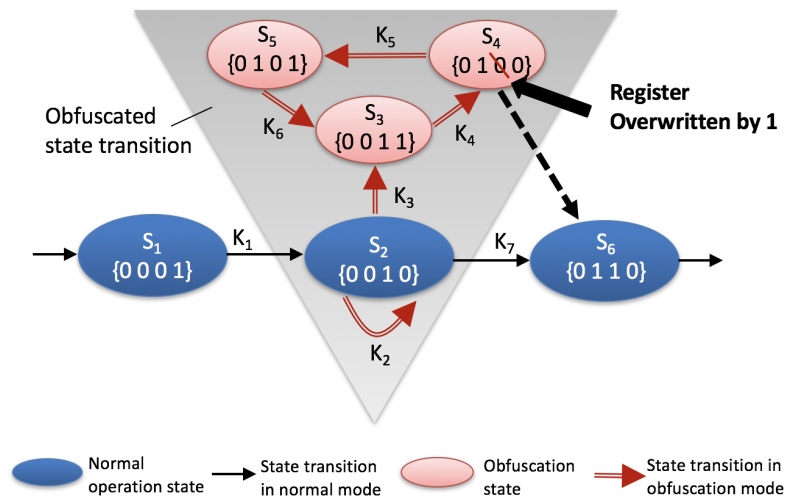 S5
{0 1 0 1}
K5
S4
{0 1 0 0}
Register
Overwritten by 1
Obfuscated
state transition
K6
S3
{0 0 1 1}
K4
K3
S1
{0 0 0 1}
K1
S2
{0 0 1 0}
K7
S6
{0 1 1 0}
K2
Normal
operation state
State transition
in normal mode
Obfuscation
state
State transition in
obfuscation mode